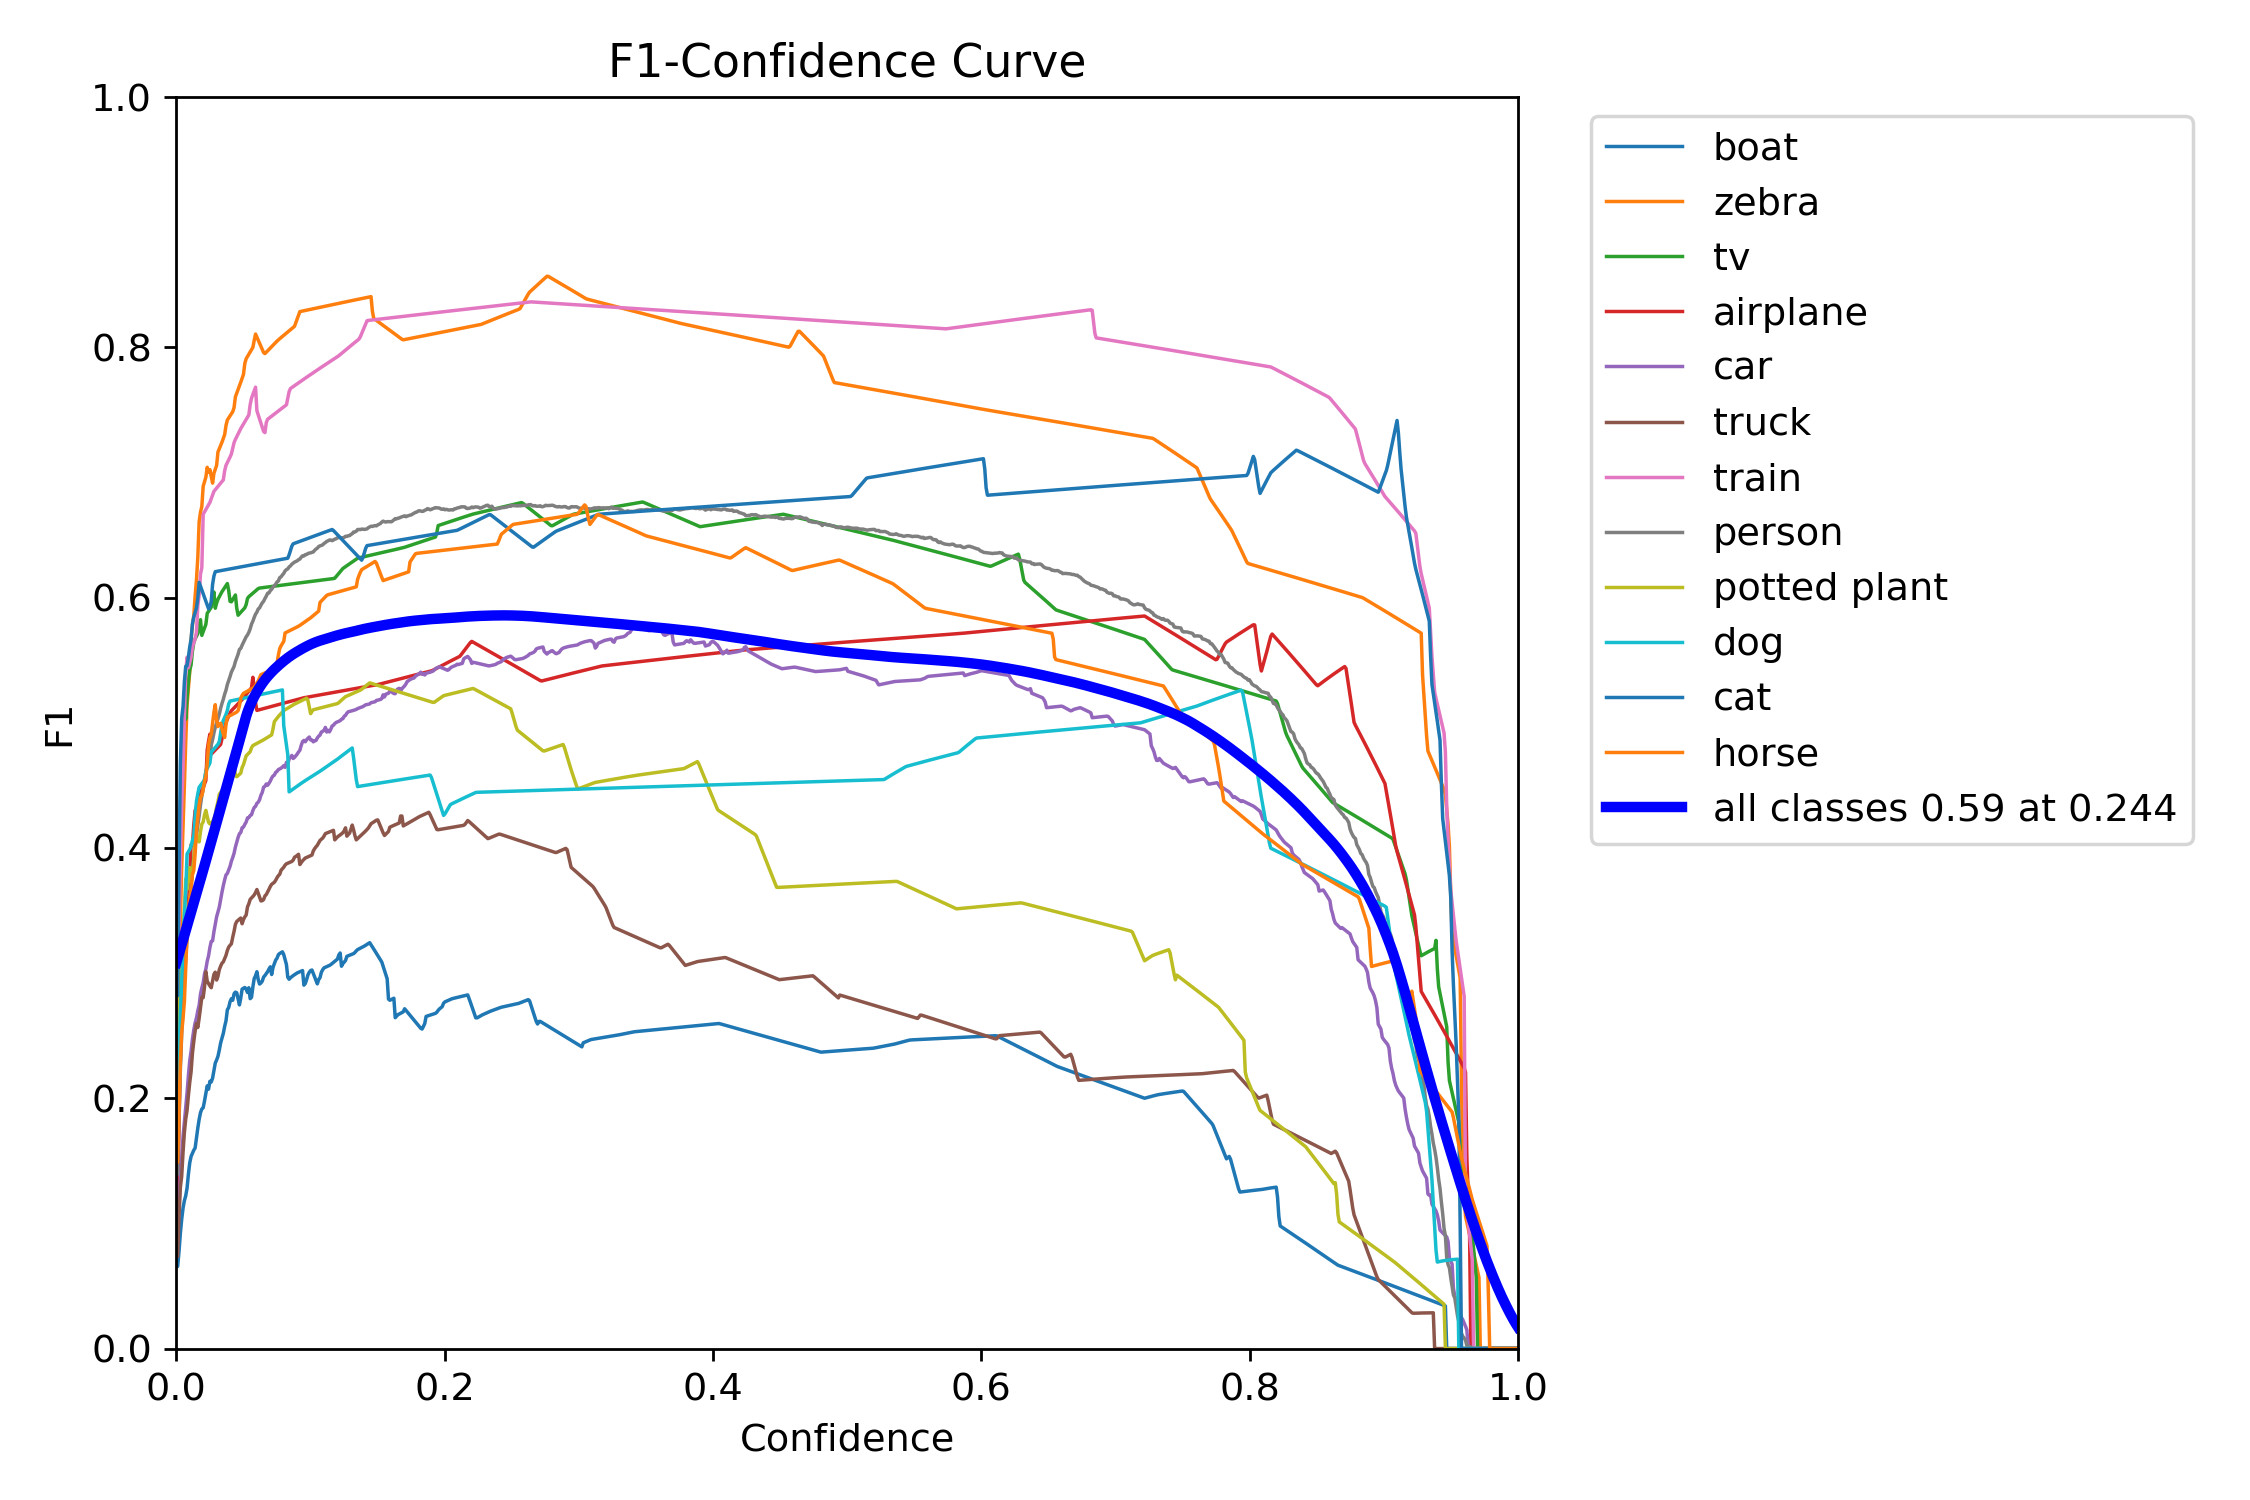 F1-Confidence Curve
1.0
0.8
0.6
0.4
0.2
0.0
F1
0.0 0.2 0.4 0.6 0.8 1.0
Confidence
boat
zebra
tv
airplane
car
truck
train
person
potted plant
dog
cat
horse
all classes 0.59 at 0.244